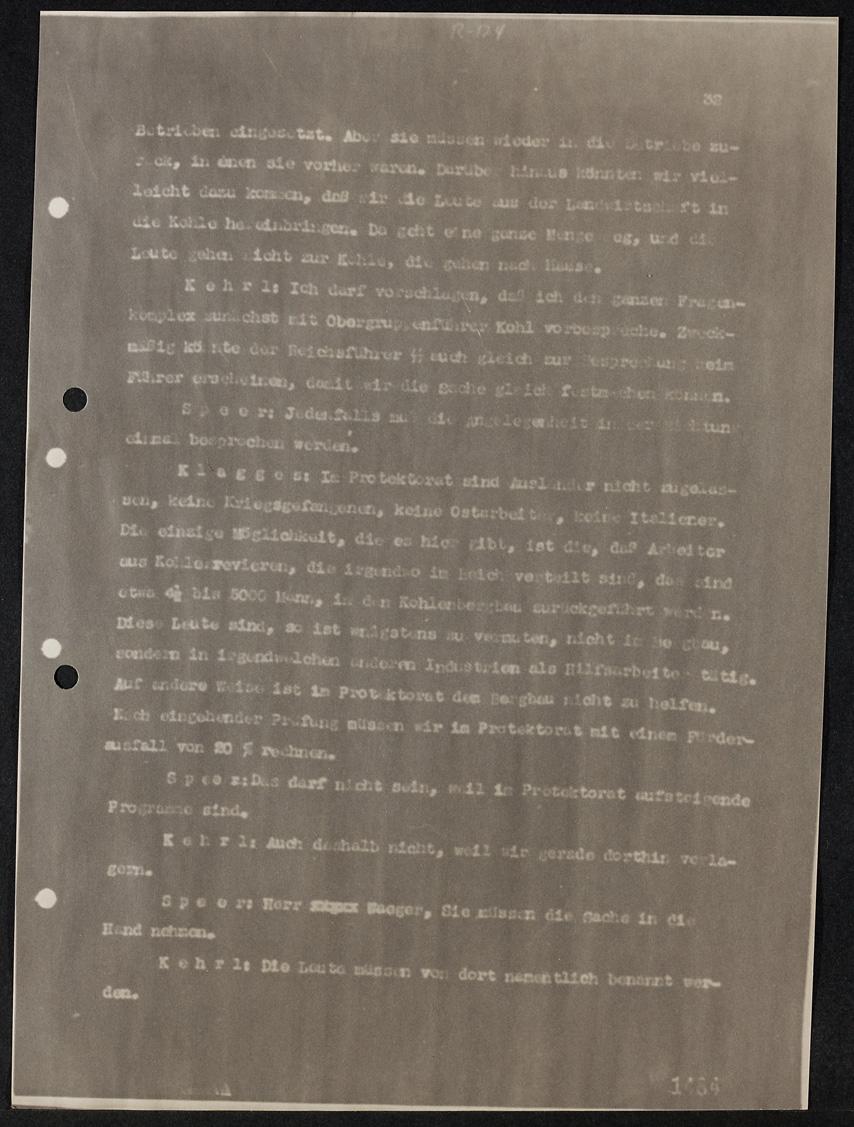 R-124
32
Betrieben eingesetzt. Aber sie müssen wieder in die Betriebe zu-
rück, in enen sie vorher waren. Darüber hinaus könnten wir viel-
leicht dazu kommen, daß wir die Leute aus der Landwirtschaft in
die Kohle hereinbringen. Da geht eine ganze Menge weg, und die
Leute gehen nicht zur Kohle, die gehen nach Hause.
K e h r l : Ich darf vorschlagen, daß ich den ganzen Fragen-
komplex zunächst mit Obergruppenführer Kohl vorbespreche. Zweck-
mäßig könnte der Reichsführer SS auch gleich zur Besprechung beim
Führer erscheinen, damit wir die Sache gleich festmachen können.
S p e e r : Jedenfalls muß die Angelegenheit in der Richtung
einmal besprochen werden.
K l a g g e s : Im Protektorat sind Ausländer nicht zugelas-
sen, keine Kriegsgefangenen, keine Ostarbeiter, keine Italiener.
Die einzige Möglichkeit, die es hier gibt, ist die, daß Arbeiter
aus Kohlenrevieren, die irgendwo im Reich verteilt sind, das sind
etwa 4½ bis 5000 Mann, in den Kohlenbergbau zurückgeführt werden.
Diese Leute sind, so ist wnigstens zu vermuten, nicht im Bergbau,
sondern in irgendwelchen anderen Industrien als Hilfsarbeiter tätig.
Auf andere Weise ist im Protektorat dem Bergbau nicht zu helfen.
Nach eingehender Prüfung müssen wir im Protektorat mit einem Förder-
ausfall von 20 % rechnen.
S p e e r :Das darf nicht sein, weil im Protektorat aufsteigende
Programme sind.
K e h r l : Auch deshalb nicht, weil wir gerade dorthin verla-
gern.
S p e e r : Herr Waeger, Sie müssen die Sache in die
Hand nehmen.
K e h r l : Die Leute müssen von dort namentlich benannt wer-
den.